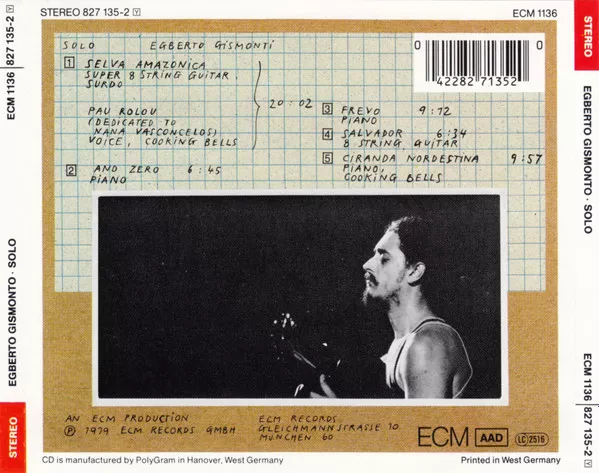 STEREO 827 135-2 Y
ECM 1136
ECM 1136 | 827 135-2 Y
EGBERTO GISMONTO · SOLO
STEREO
SOLO EGBERTO GISMONTI
1 SELVA AMAZONICA
SUPER 8 STRING GUITAR,
SURDO
PAU ROLOU
(DEDICATED TO
NANA VASCONCELOS)
VOICE, COOKING BELLS
20:02
2 ANO ZERO 6:45
PIANO
0 42282 71352 0
3 FREVO 9:12
PIANO
4 SALVADOR 6:34
8 STRING GUITAR
5 CIRANDA NORDESTINA 9:57
PIANO,
COOKING BELLS
AN ECM PRODUCTION
Ⓟ 1979 ECM RECORDS GMBH
ECM RECORDS
GLEICHMANNSTRASSE 10
MÜNCHEN 60
ECM AAD LC 2516
CD is manufactured by PolyGram in Hanover, West Germany
Printed in West Germany
STEREO
EGBERTO GISMONTO · SOLO
ECM 1136 | 827 135-2 Y